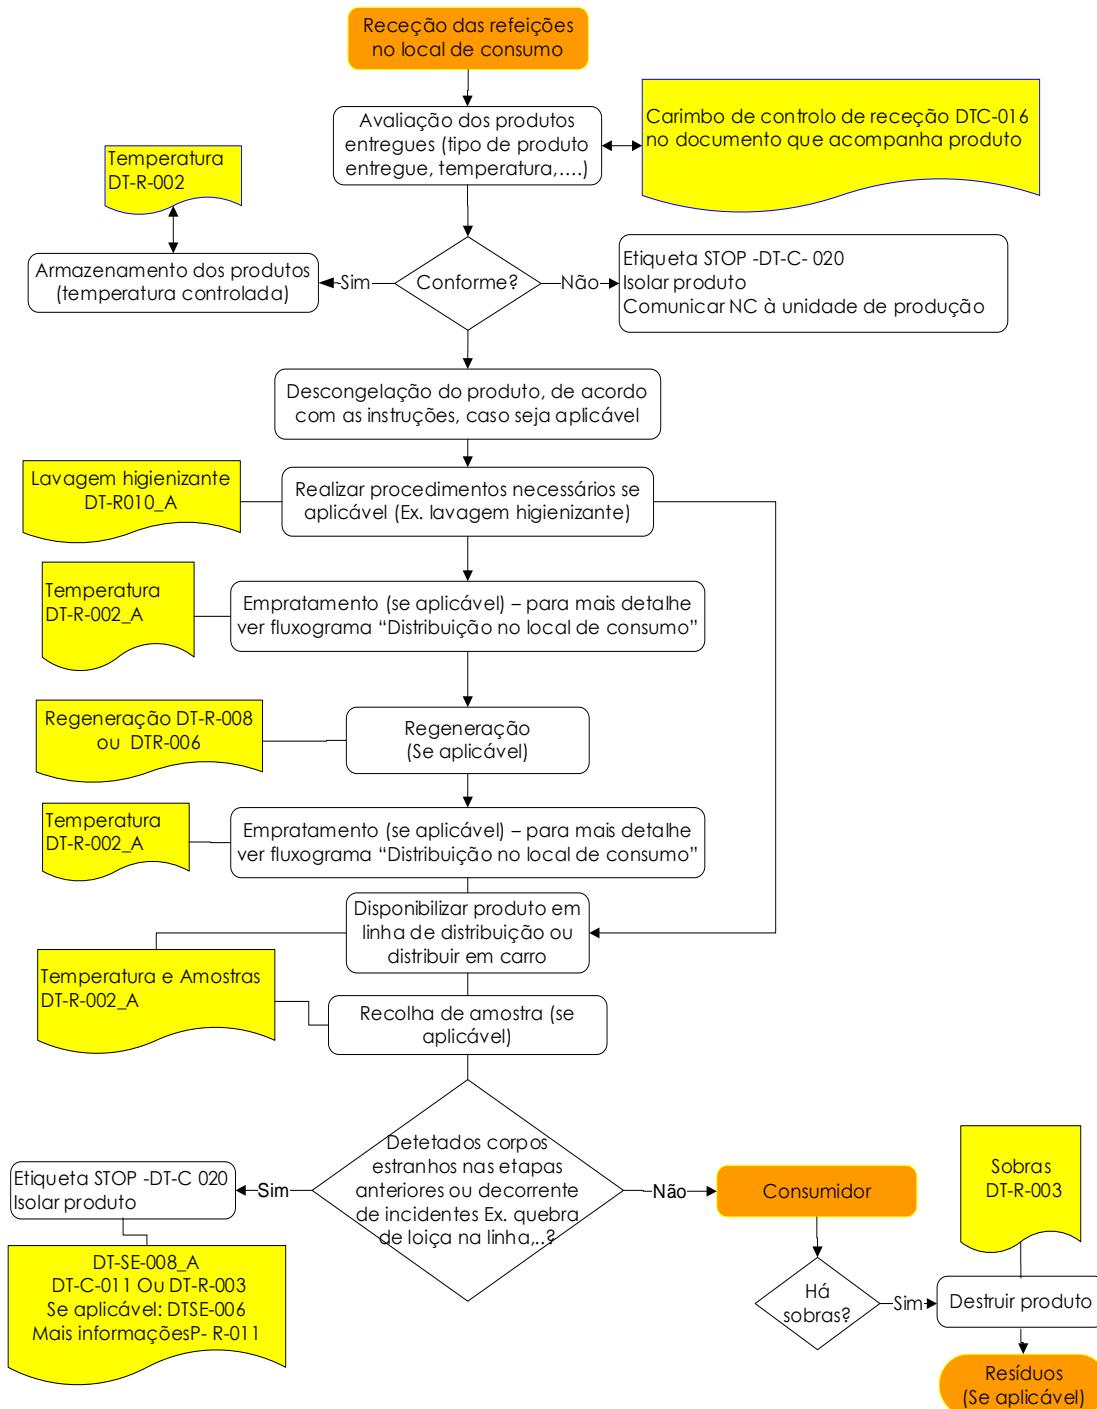 Receção das refeições
no local de consumo
Avaliação dos produtos
entregues (tipo de produto
entregue, temperatura,....)
Carimbo de controlo de receção DTC-016
no documento que acompanha produto
Temperatura
DT-R-002
Armazenamento dos produtos
(temperatura controlada)
Sim
Conforme?
Não
Etiqueta STOP -DT-C- 020
Isolar produto
Comunicar NC à unidade de produção
Descongelação do produto, de acordo
com as instruções, caso seja aplicável
Lavagem higienizante
DT-R010_A
Realizar procedimentos necessários se
aplicável (Ex. lavagem higienizante)
Temperatura
DT-R-002_A
Empratamento (se aplicável) – para mais detalhe
ver fluxograma “Distribuição no local de consumo”
Regeneração DT-R-008
ou DTR-006
Regeneração
(Se aplicável)
Temperatura
DT-R-002_A
Empratamento (se aplicável) – para mais detalhe
ver fluxograma “Distribuição no local de consumo”
Disponibilizar produto em
linha de distribuição ou
distribuir em carro
Temperatura e Amostras
DT-R-002_A
Recolha de amostra (se
aplicável)
Detetados corpos
estranhos nas etapas
anteriores ou decorrente
de incidentes Ex. quebra
de loiça na linha,..?
Sim
Etiqueta STOP -DT-C 020
Isolar produto
DT-SE-008_A
DT-C-011 Ou DT-R-003
Se aplicável: DTSE-006
Mais informaçõesP- R-011
Não
Consumidor
Sobras
DT-R-003
Há
sobras?
Sim
Destruir produto
Resíduos
(Se aplicável)